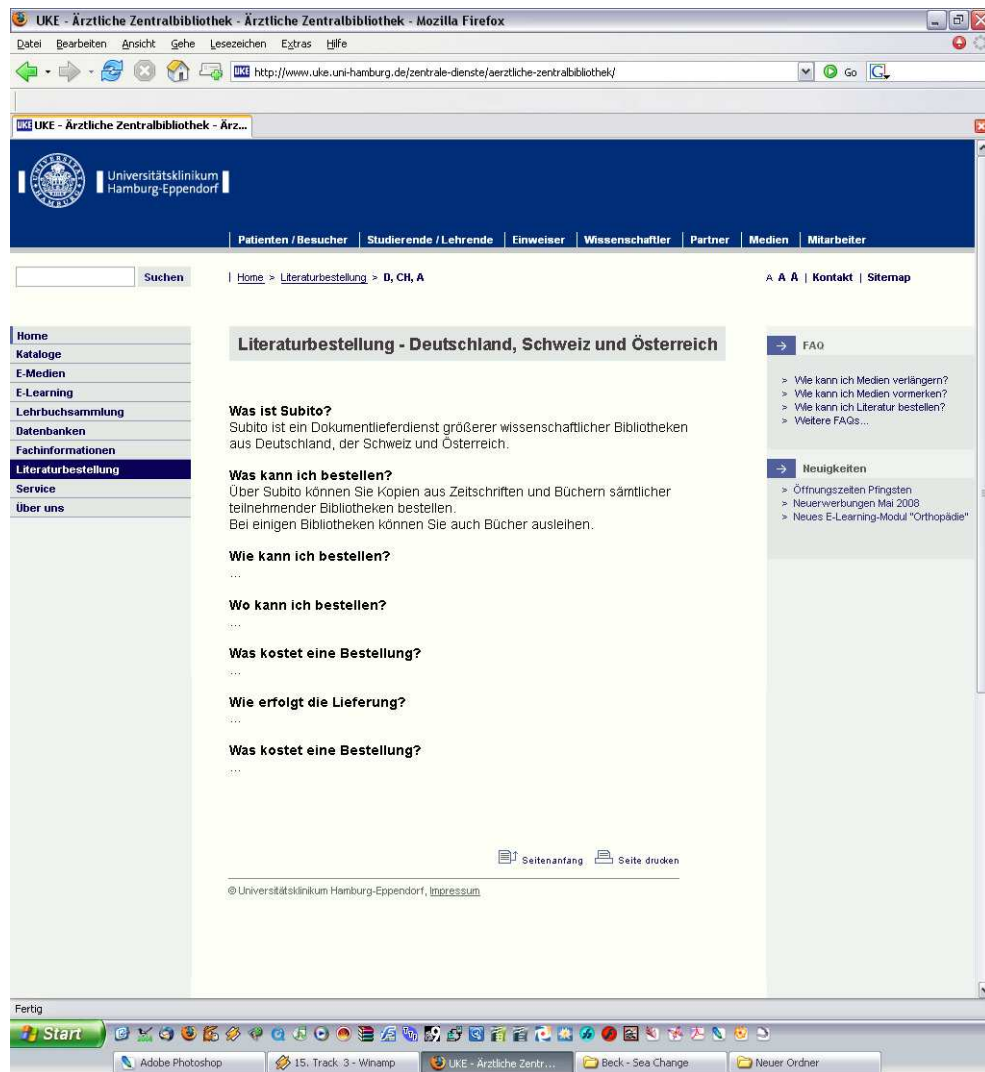 UKE - Ärztliche Zentralbibliothek - Ärztliche Zentralbibliothek - Mozilla Firefox
Datei Bearbeiten Ansicht Gehe Lesezeichen Extras Hilfe
http://www.uke.uni-hamburg.de/zentrale-dienste/aerztliche-zentralbibliothek/
Go
UKE UKE - Ärztliche Zentralbibliothek - Ärz...
Universitätsklinikum
Hamburg-Eppendorf
Patienten / Besucher | Studierende / Lehrende | Einweiser | Wissenschaftler | Partner | Medien | Mitarbeiter
Suchen
| Home > Literaturbestellung > D, CH, A
A A A | Kontakt | Sitemap
Home
Kataloge
E-Medien
E-Learning
Lehrbuchsammlung
Datenbanken
Fachinformationen
Literaturbestellung
Service
Über uns
Literaturbestellung - Deutschland, Schweiz und Österreich
Was ist Subito?
Subito ist ein Dokumentlieferdienst größerer wissenschaftlicher Bibliotheken
aus Deutschland, der Schweiz und Österreich.
Was kann ich bestellen?
Über Subito können Sie Kopien aus Zeitschriften und Büchern sämtlicher
teilnehmender Bibliotheken bestellen.
Bei einigen Bibliotheken können Sie auch Bücher ausleihen.
Wie kann ich bestellen?
...
Wo kann ich bestellen?
...
Was kostet eine Bestellung?
...
Wie erfolgt die Lieferung?
...
Was kostet eine Bestellung?
...
Seitenanfang Seite drucken
© Universitätsklinikum Hamburg-Eppendorf, Impressum
FAQ
> Wie kann ich Medien verlängern?
> Wie kann ich Medien vormerken?
> Wie kann ich Literatur bestellen?
> Weitere FAQs...
Neuigkeiten
> Öffnungszeiten Pfingsten
> Neuerwerbungen Mai 2008
> Neues E-Learning-Modul "Orthopädie"
Fertig
Start
Adobe Photoshop
15. Track 3 - Winamp
UKE - Ärztliche Zentr...
Beck - Sea Change
Neuer Ordner